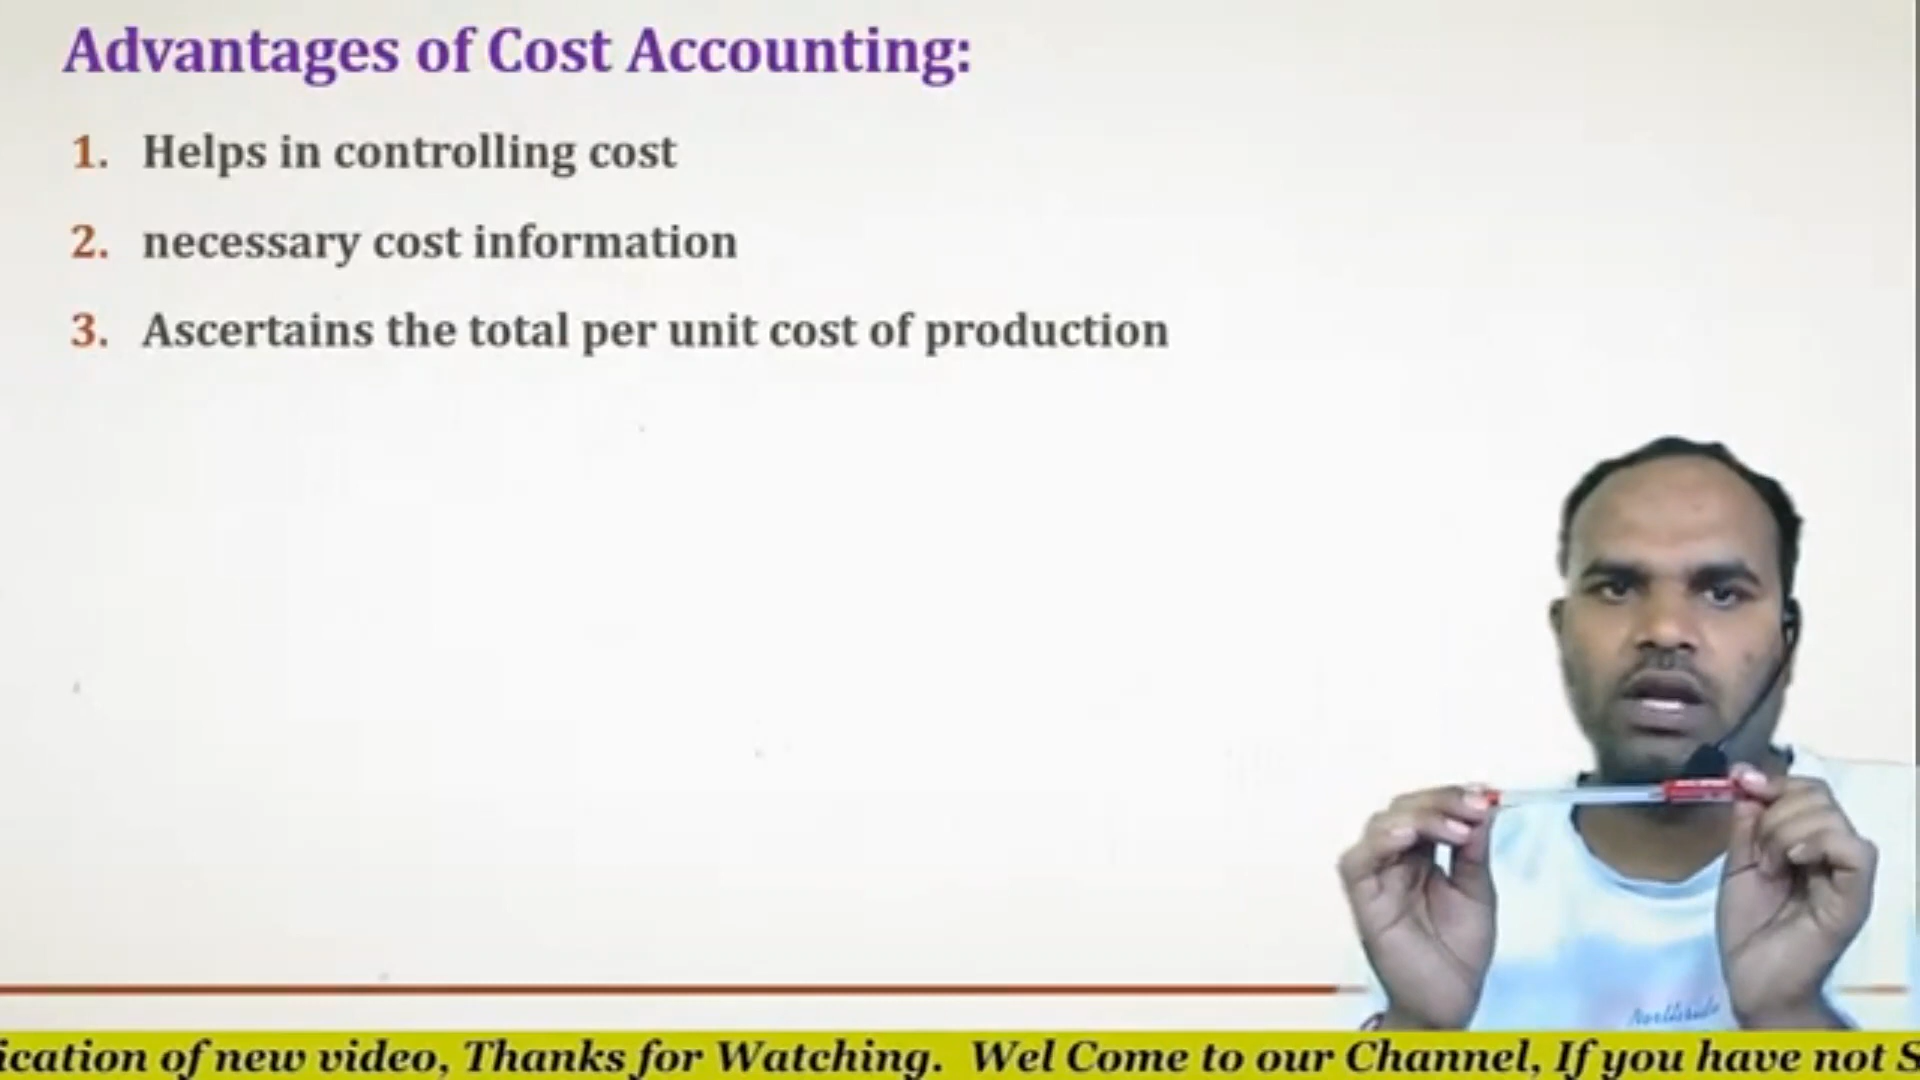 Advantages of Cost Accounting:
1. Helps in controlling cost
2. necessary cost information
3. Ascertains the total per unit cost of production
ication of new video, Thanks for Watching. Wel Come to our Channel, If you have not S